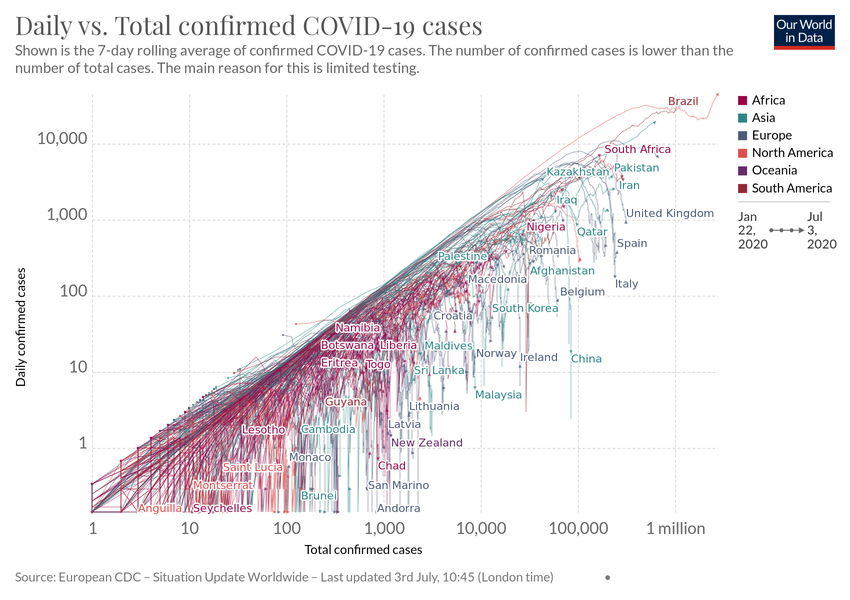 Daily vs. Total confirmed COVID-19 cases
Our World
in Data
Shown is the 7-day rolling average of confirmed COVID-19 cases. The number of confirmed cases is lower than the
number of total cases. The main reason for this is limited testing.
Africa
Asia
Europe
North America
Oceania
South America
Jan
22,
2020
Jul
3,
2020
Daily confirmed cases
10,000
1,000
100
10
1
Brazil
South Africa
Kazakhstan
Pakistan
Iran
Iraq
United Kingdom
Nigeria
Qatar
Romania
Spain
Palestine
Afghanistan
Macedonia
Italy
Belgium
South Korea
Croatia
Namibia
Botswana
Liberia
Maldives
Norway
Ireland
China
Eritrea
Togo
Sri Lanka
Malaysia
Guyana
Lithuania
Latvia
Lesotho
Cambodia
New Zealand
Monaco
Saint Lucia
Chad
Montserrat
San Marino
Brunei
Anguilla
Seychelles
Andorra
1
10
100
1,000
10,000
100,000
1 million
Total confirmed cases
Source: European CDC – Situation Update Worldwide – Last updated 3rd July, 10:45 (London time)